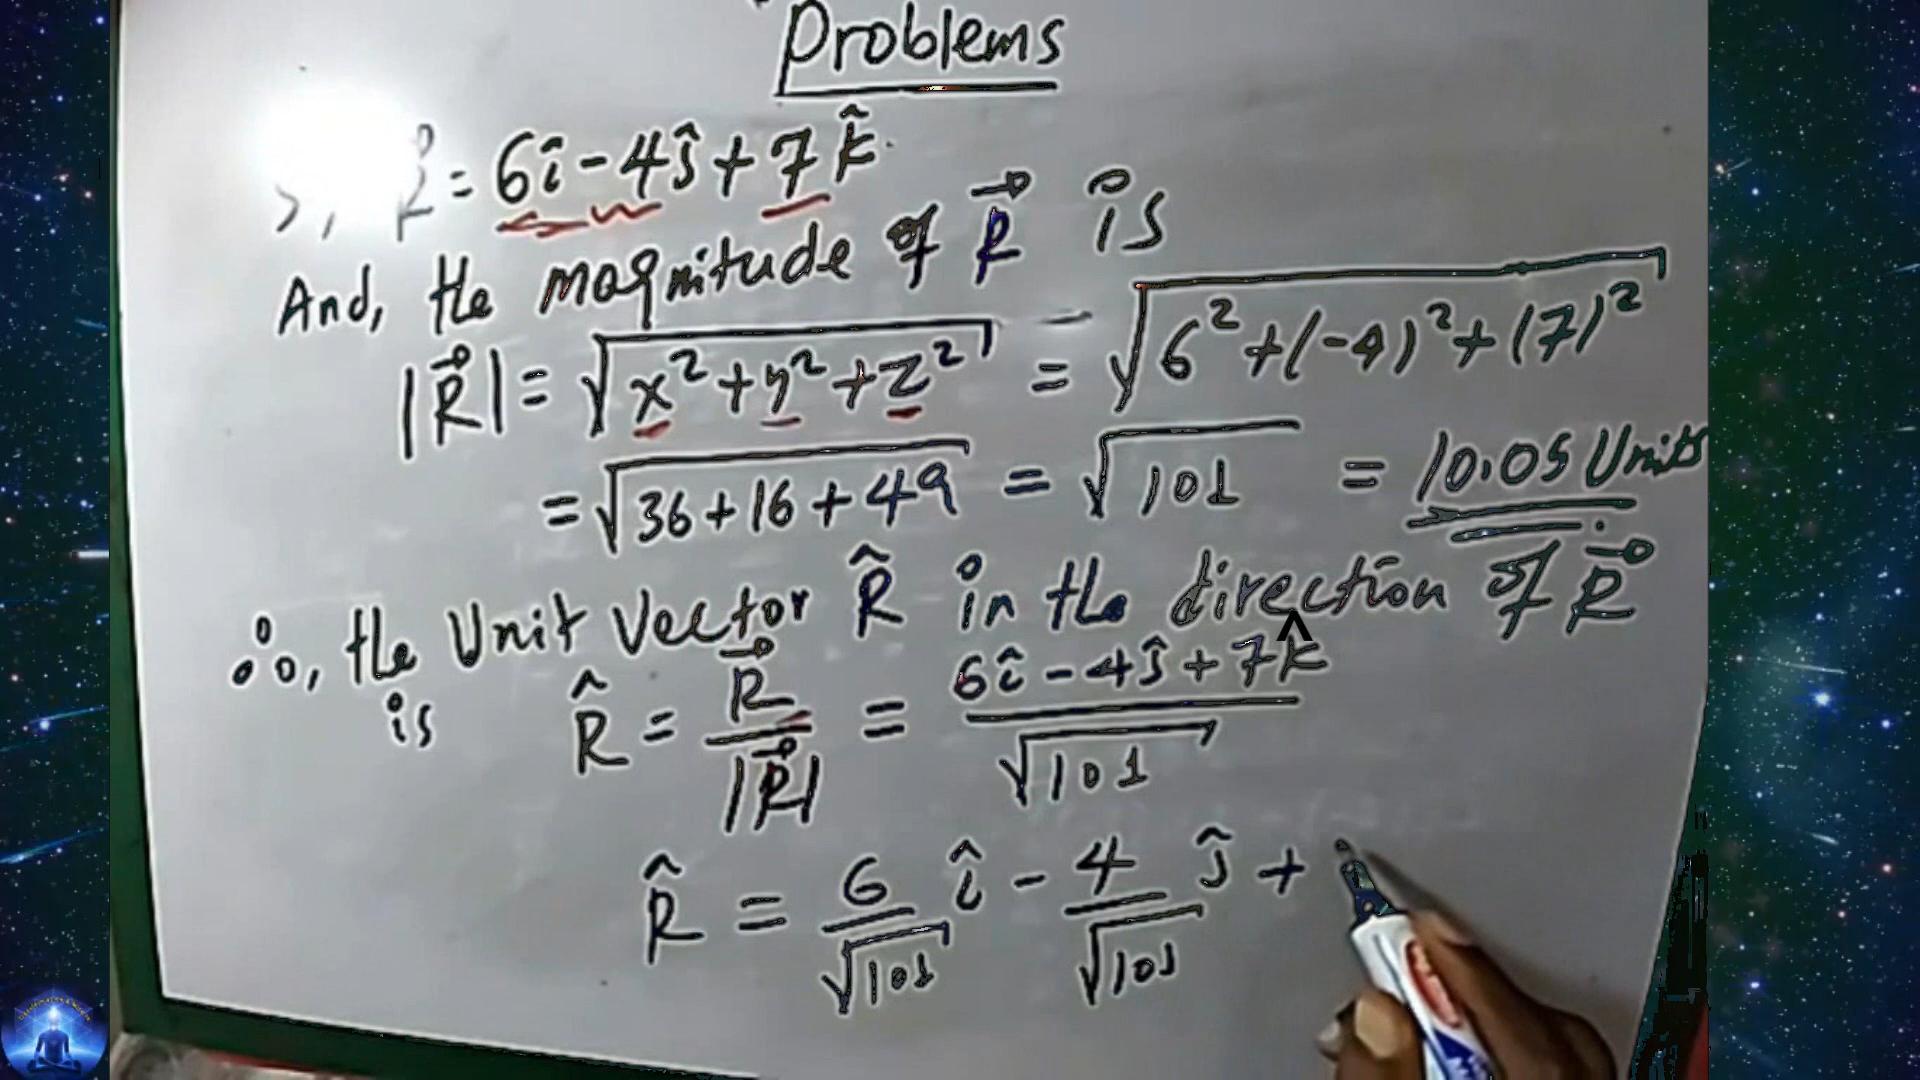 Problems
R⃗ = 6î - 4ĵ + 7k̂
And, the magnitude of R⃗ is
|R⃗| = √(x² + y² + z²) = √(6² + (-4)² + (7)²)
= √(36 + 16 + 49) = √101 = 10.05 Units
∴, the Unit Vector R̂ in the direction of R⃗
is R̂ = R⃗ / |R⃗| = (6î - 4ĵ + 7k̂) / √101
R̂ = 6/√101 î - 4/√101 ĵ +